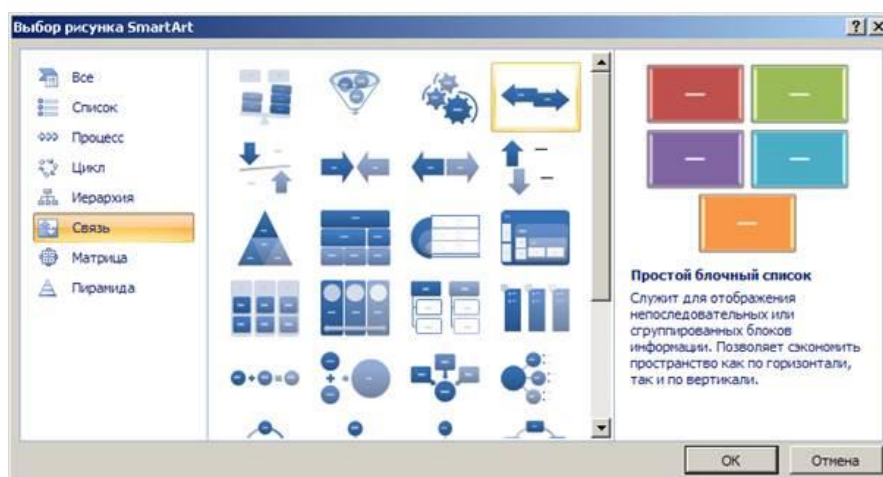 Выбор рисунка SmartArt
Все
Список
Процесс
Цикл
Иерархия
Связь
Матрица
Пирамида
Простой блочный список
Служит для отображения
непоследовательных или
сгруппированных блоков
информации. Позволяет сэкономить
пространство как по горизонтали,
так и по вертикали.
ОК
Отмена